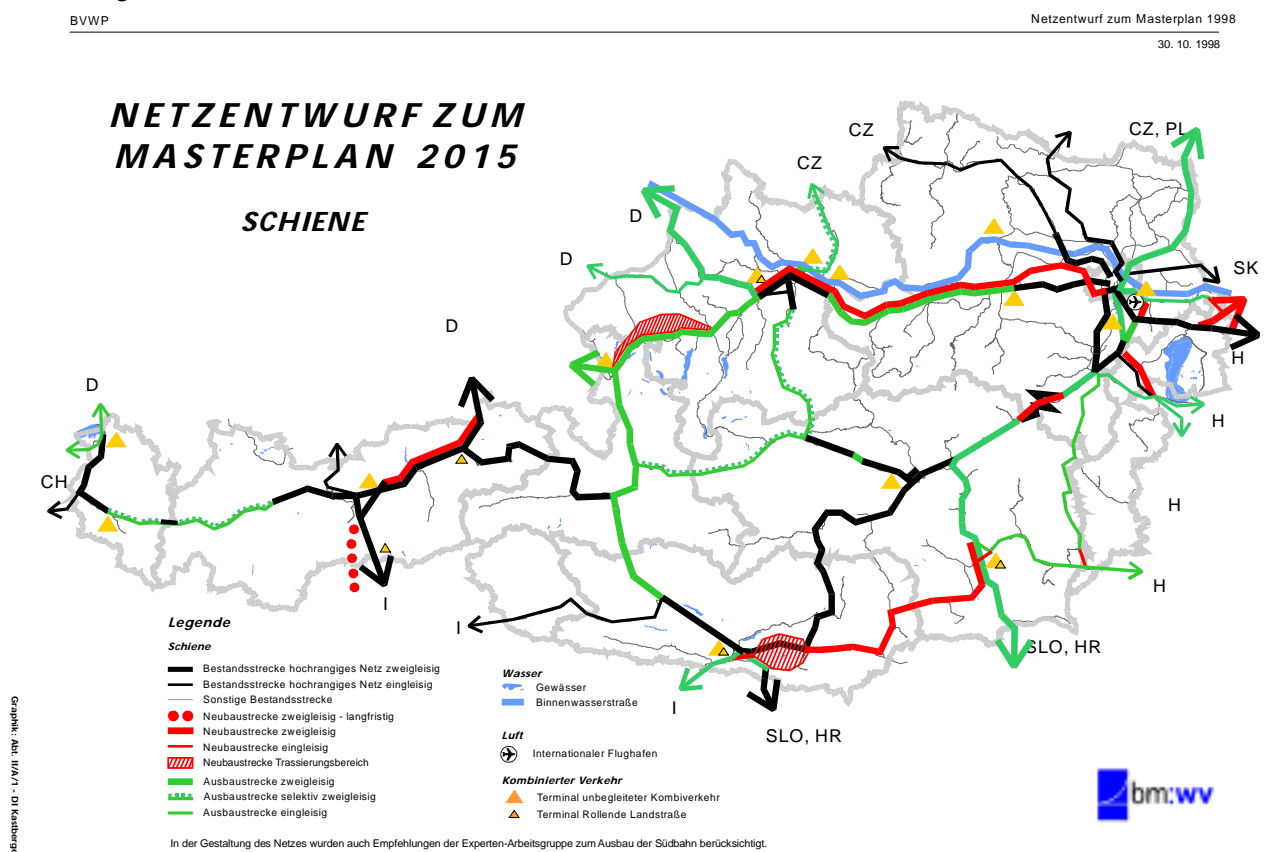 BVWP
Netzentwurf zum Masterplan 1998
30. 10. 1998
NETZENTWURF ZUM
MASTERPLAN 2015
SCHIENE
CZ
CZ, PL
CZ
D
D
SK
D
H
D
H
CH
H
H
I
I
SLO, HR
I
SLO, HR
Legende
Schiene
Bestandsstrecke hochrangiges Netz zweigleisig
Bestandsstrecke hochrangiges Netz eingleisig
Sonstige Bestandsstrecke
Neubaustrecke zweigleisig - langfristig
Neubaustrecke zweigleisig
Neubaustrecke eingleisig
Neubaustrecke Trassierungsbereich
Ausbaustrecke zweigleisig
Ausbaustrecke selektiv zweigleisig
Ausbaustrecke eingleisig
Wasser
Gewässer
Binnenwasserstraße
Luft
Internationaler Flughafen
Kombinierter Verkehr
Terminal unbegleiteter Kombiverkehr
Terminal Rollende Landstraße
bm:wv
In der Gestaltung des Netzes wurden auch Empfehlungen der Experten-Arbeitsgruppe zum Ausbau der Südbahn berücksichtigt.
Graphik: Abt. II/A/1 - DI Kastberge